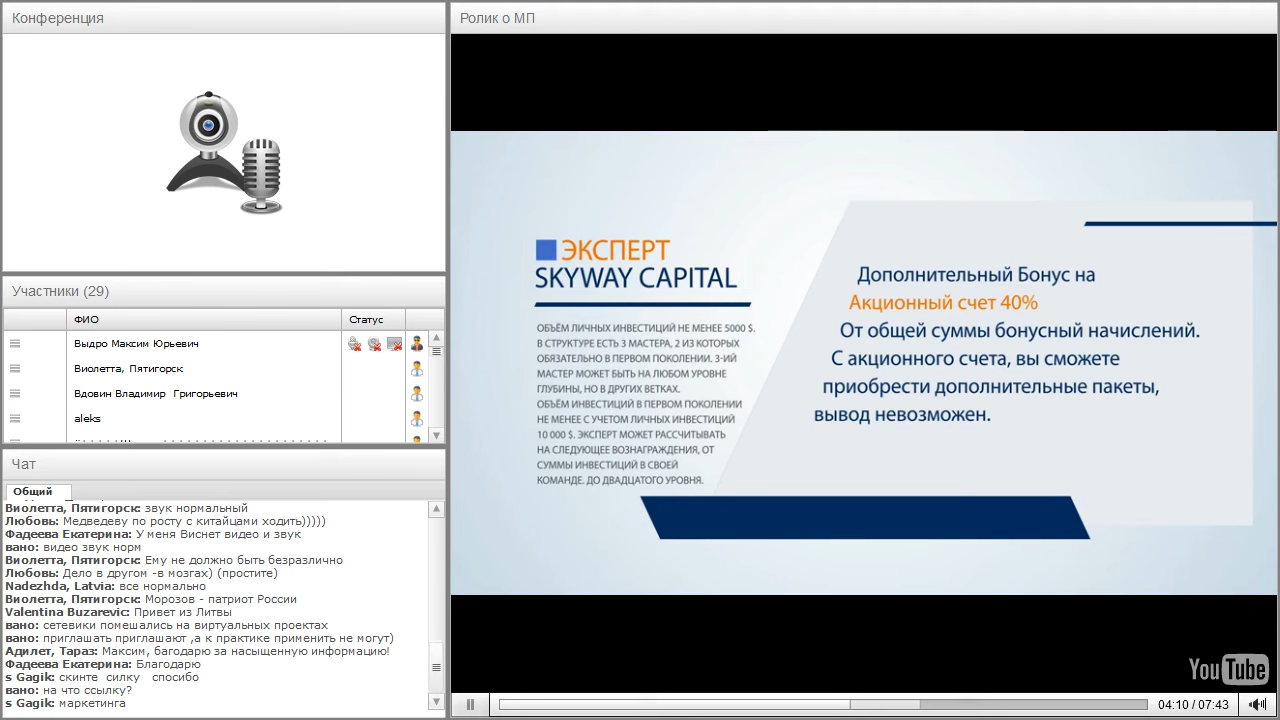 Конференция
Ролик о МП
ЭКСПЕРТ
SKYWAY CAPITAL
ОБЪЁМ ЛИЧНЫХ ИНВЕСТИЦИЙ НЕ МЕНЕЕ 5000 $.
В СТРУКТУРЕ ЕСТЬ 3 МАСТЕРА, 2 ИЗ КОТОРЫХ
ОБЯЗАТЕЛЬНО В ПЕРВОМ ПОКОЛЕНИИ. 3-ИЙ
МАСТЕР МОЖЕТ БЫТЬ НА ЛЮБОМ УРОВНЕ
ГЛУБИНЫ, НО В ДРУГИХ ВЕТКАХ.
ОБЪЁМ ИНВЕСТИЦИЙ В ПЕРВОМ ПОКОЛЕНИИ
НЕ МЕНЕЕ С УЧЕТОМ ЛИЧНЫХ ИНВЕСТИЦИЙ
10 000 $. ЭКСПЕРТ МОЖЕТ РАССЧИТЫВАТЬ
НА СЛЕДУЮЩЕЕ ВОЗНАГРАЖДЕНИЯ, ОТ
СУММЫ ИНВЕСТИЦИЙ В СВОЕЙ
КОМАНДЕ. ДО ДВАДЦАТОГО УРОВНЯ.
Дополнительный Бонус на
Акционный счет 40%
От общей суммы бонусный начислений.
С акционного счета, вы сможете
приобрести дополнительные пакеты,
вывод невозможен.
YouTube
04:10 / 07:43
Участники (29)
ФИО Статус
Выдро Максим Юрьевич
Виолетта, Пятигорск
Вдовин Владимир Григорьевич
aleks
Чат
Общий
Виолетта, Пятигорск: звук нормальный
Любовь: Медведеву по росту с китайцами ходить)))))
Фадеева Екатерина: У меня Виснет видео и звук
вано: видео звук норм
Виолетта, Пятигорск: Ему не должно быть безразлично
Любовь: Дело в другом -в мозгах) (простите)
Nadezhda, Latvia: все нормально
Виолетта, Пятигорск: Морозов - патриот России
Valentina Buzarevic: Привет из Литвы
вано: сетевики помешались на виртуальных проектах
вано: приглашать приглашают ,а к практике применить не могут)
Адилет, Тараз: Максим, багодарю за насыщенную информацию!
Фадеева Екатерина: Благодарю
s Gagik: скинте силку спосибо
вано: на что ссылку?
s Gagik: маркетинга